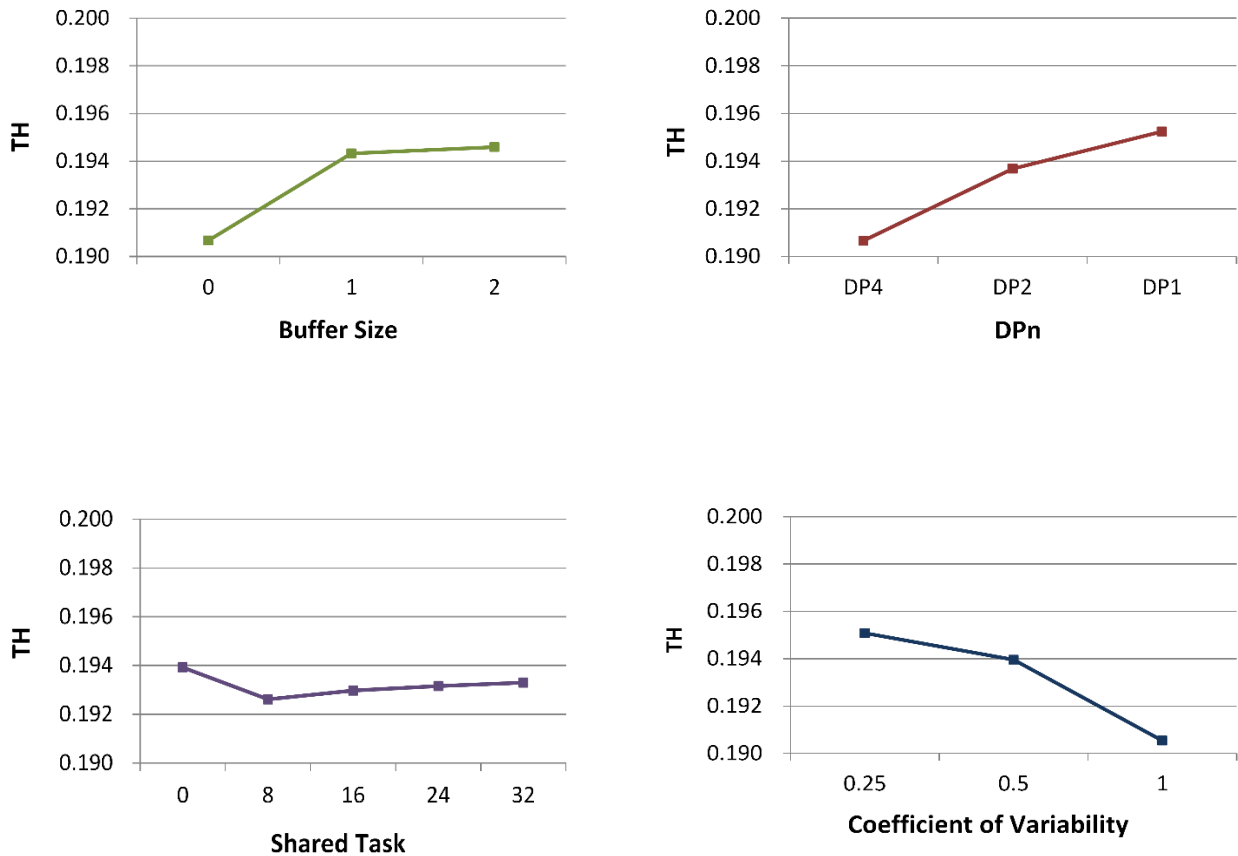 0.200
0.198
0.196
0.194
0.192
0.190
TH
0 1 2
Buffer Size
0.200
0.198
0.196
0.194
0.192
0.190
TH
DP4 DP2 DP1
DPn
0.200
0.198
0.196
0.194
0.192
0.190
TH
0 8 16 24 32
Shared Task
0.200
0.198
0.196
0.194
0.192
0.190
TH
0.25 0.5 1
Coefficient of Variability